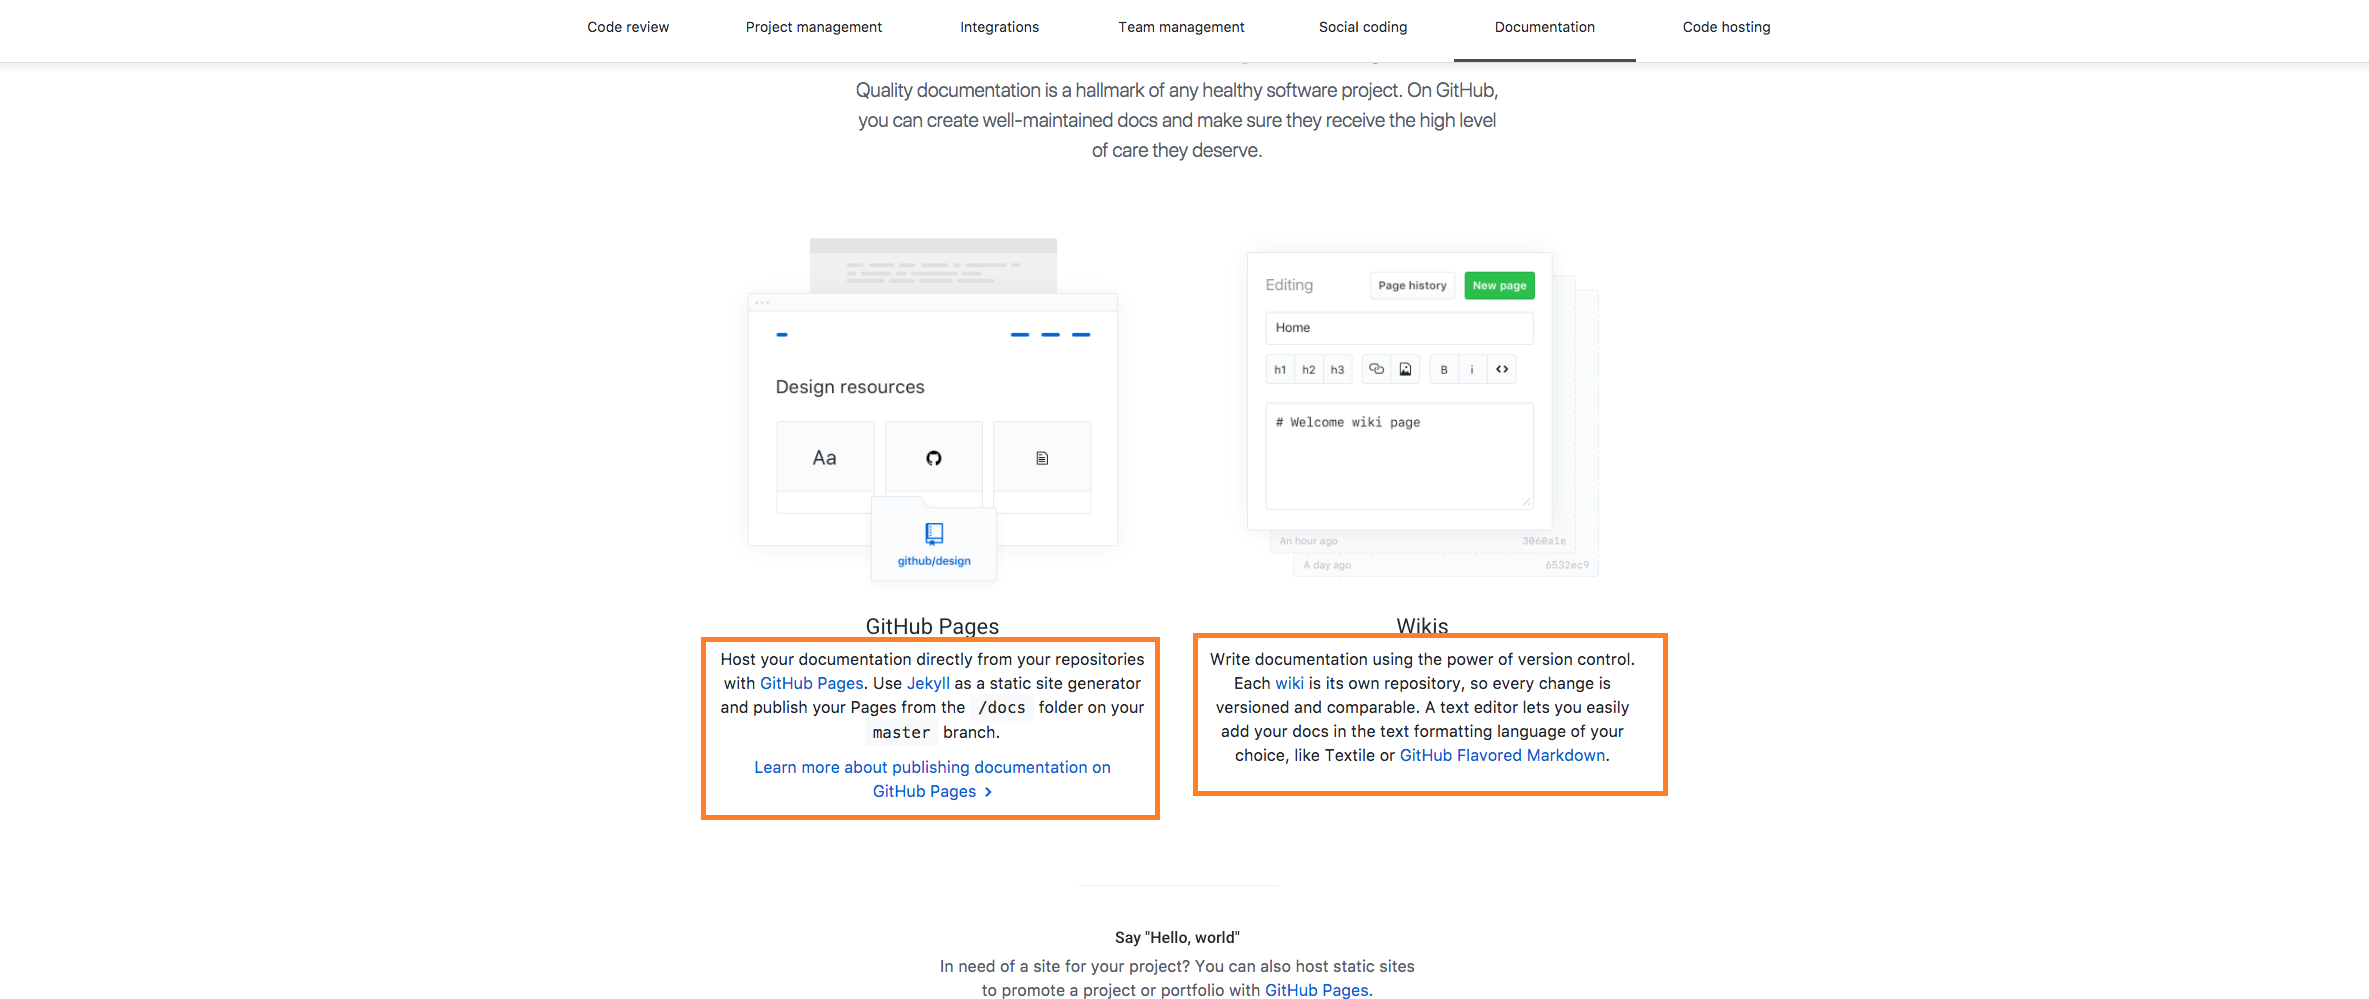 Code review Project management Integrations Team management Social coding Documentation Code hosting
Quality documentation is a hallmark of any healthy software project. On GitHub,
you can create well-maintained docs and make sure they receive the high level
of care they deserve.
Design resources
Aa
github/design
Editing Page history New page
Home
h1 h2 h3 B i <>
# Welcome wiki page
An hour ago 3060a1e
A day ago 6532ec9
GitHub Pages
Host your documentation directly from your repositories
with GitHub Pages. Use Jekyll as a static site generator
and publish your Pages from the /docs folder on your
master branch.
Learn more about publishing documentation on
GitHub Pages >
Wikis
Write documentation using the power of version control.
Each wiki is its own repository, so every change is
versioned and comparable. A text editor lets you easily
add your docs in the text formatting language of your
choice, like Textile or GitHub Flavored Markdown.
Say "Hello, world"
In need of a site for your project? You can also host static sites
to promote a project or portfolio with GitHub Pages.